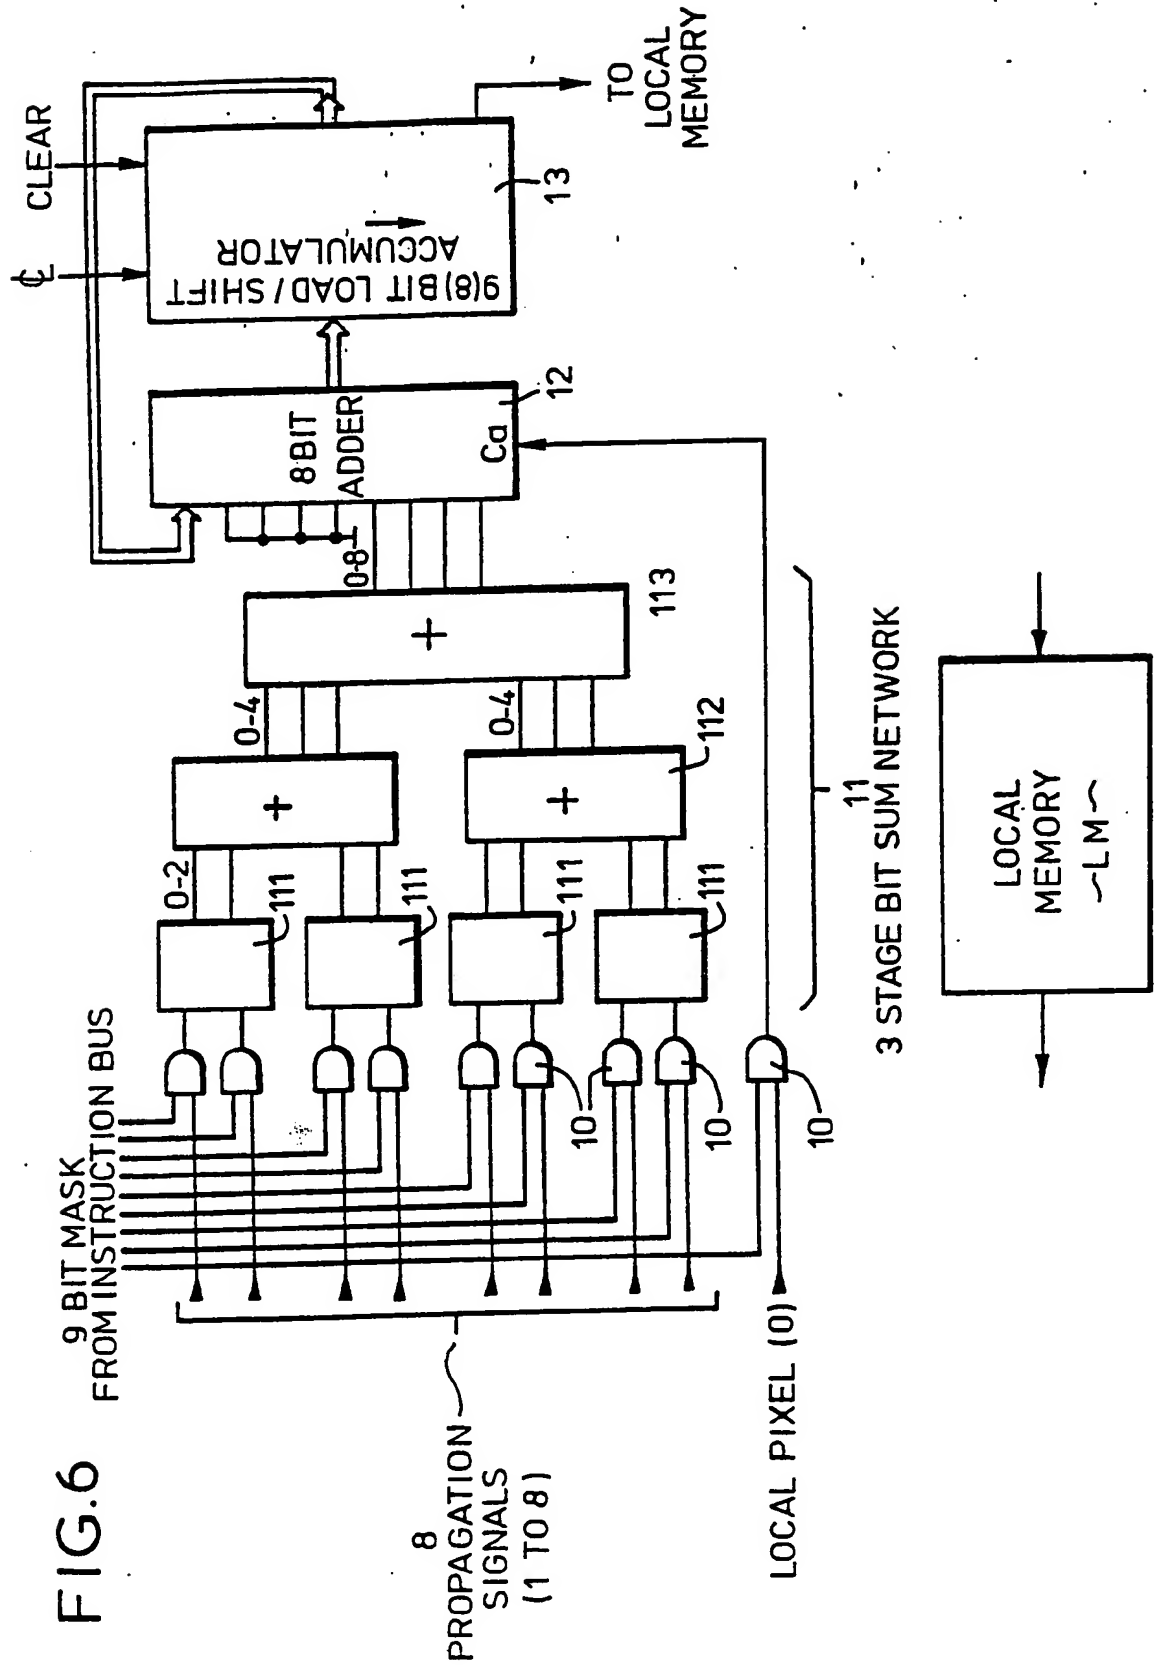 FIG.6
9 BIT MASK
FROM INSTRUCTION BUS
8
PROPAGATION
SIGNALS
(1 TO 8)
LOCAL PIXEL (0)
10
10
10
111
111
111
111
0-2
+
+
112
0-4
0-4
+
113
0-8
11
3 STAGE BIT SUM NETWORK
8BIT
ADDER
Ca
12
CLEAR
9(8) BIT LOAD/SHIFT
ACCUMULATOR
13
TO
LOCAL
MEMORY
LOCAL
MEMORY
~LM~